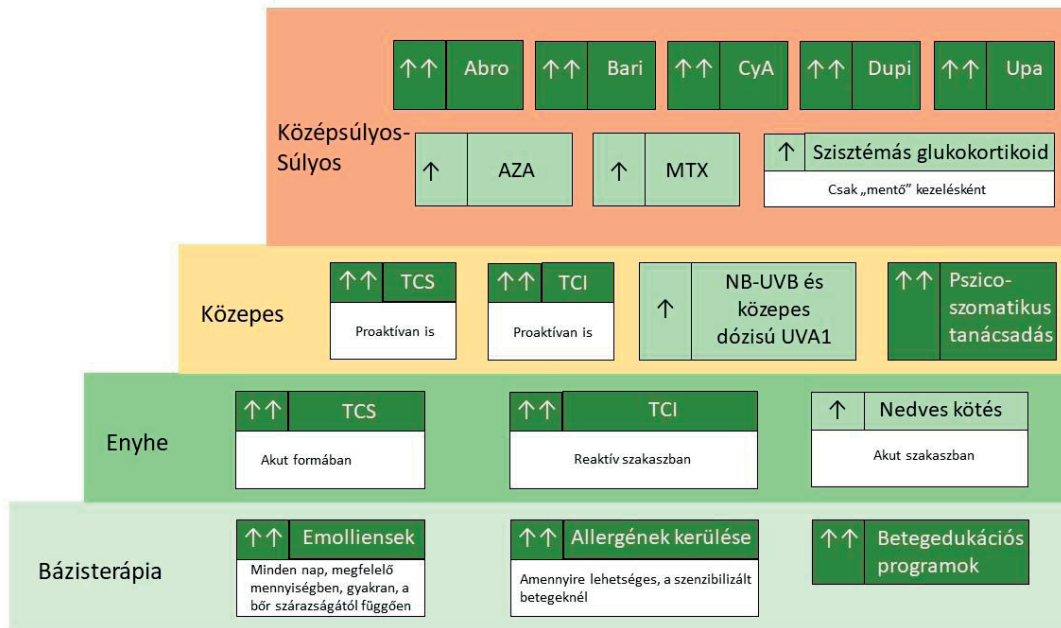 ↑↑ Abro
↑↑ Bari
↑↑ CyA
↑↑ Dupi
↑↑ Upa
Középsúlyos-
Súlyos
↑ AZA
↑ MTX
↑ Szisztémás glukokortikoid
Csak „mentő” kezelésként
Közepes
↑↑ TCS
Proaktívan is
↑↑ TCI
Proaktívan is
↑
NB-UVB és
közepes
dózisú UVA1
↑↑ Pszico-
szomatikus
tanácsadás
Enyhe
↑↑ TCS
Akut formában
↑↑ TCI
Reaktív szakaszban
↑ Nedves kötés
Akut szakaszban
Bázisterápia
↑↑ Emolliensek
Minden nap, megfelelő
mennyiségben, gyakran, a
bőr szárazságától függően
↑↑ Allergének kerülése
Amennyire lehetséges, a szenzibilizált
betegeknél
↑↑ Betegedukációs
programok